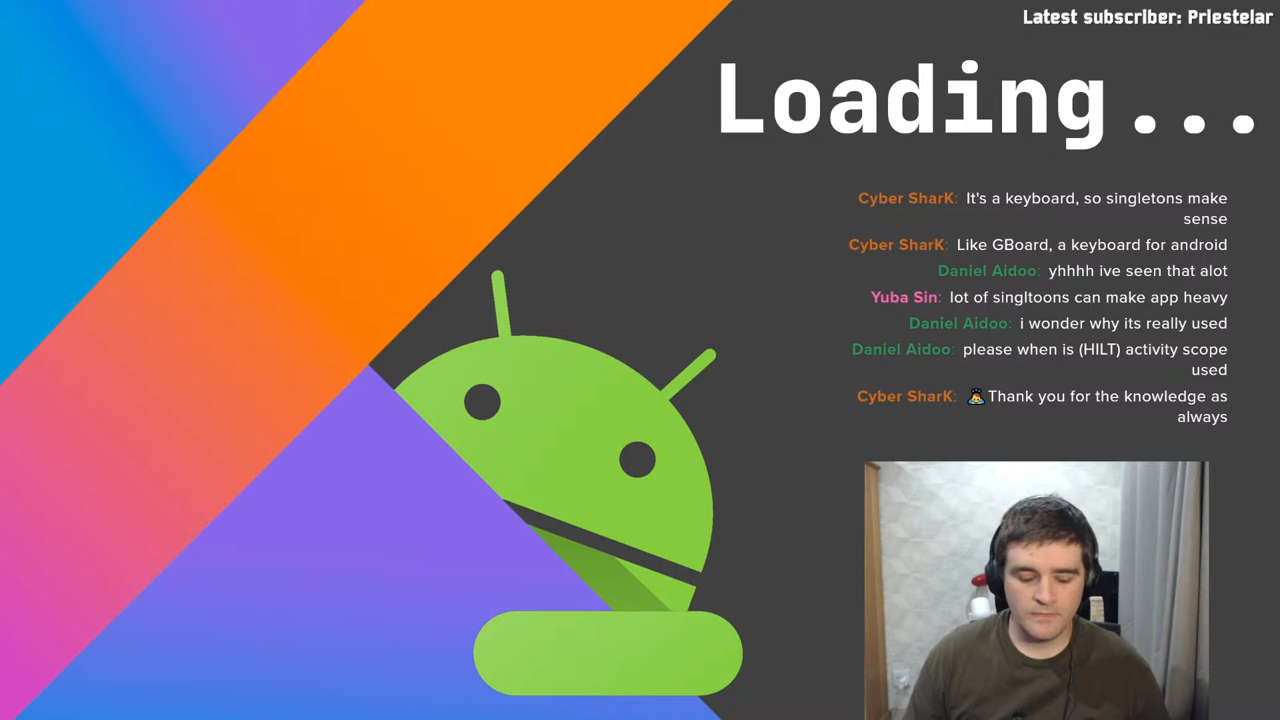 Latest subscriber: Priestelar
Loading...
Cyber SharK: It's a keyboard, so singletons make
sense
Cyber SharK: Like GBoard, a keyboard for android
Daniel Aidoo: yhhhh ive seen that alot
Yuba Sin: lot of singltoons can make app heavy
Daniel Aidoo: i wonder why its really used
Daniel Aidoo: please when is (HILT) activity scope
used
Cyber SharK: Thank you for the knowledge as
always